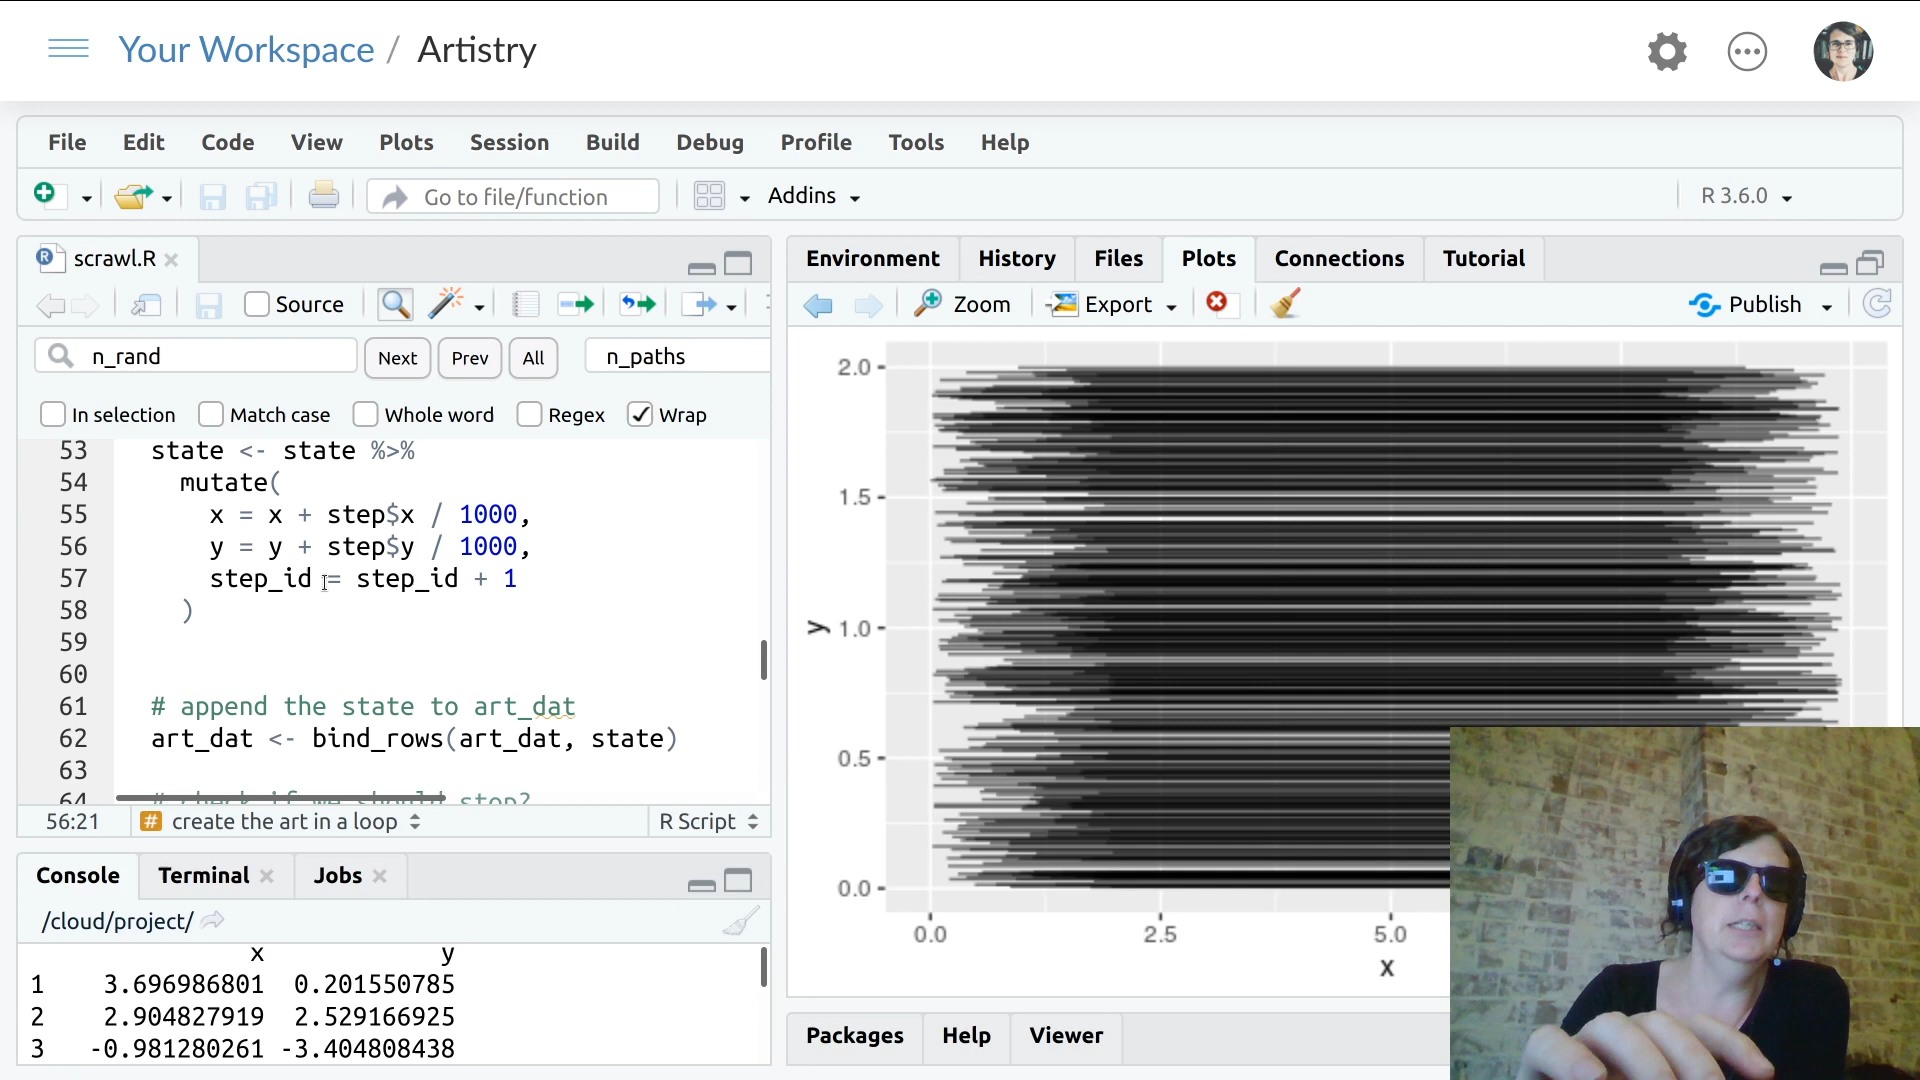 Your Workspace / Artistry
File Edit Code View Plots Session Build Debug Profile Tools Help
Go to file/function
Addins
R 3.6.0
scrawl.R
Source
n_rand
Next
Prev
All
n_paths
In selection
Match case
Whole word
Regex
Wrap
53 state <- state %>%
54 mutate(
55 x = x + step$x / 1000,
56 y = y + step$y / 1000,
57 step_id = step_id + 1
58 )
59
60
61 # append the state to art_dat
62 art_dat <- bind_rows(art_dat, state)
63
64 # check if we should stop?
56:21
# create the art in a loop
R Script
Console Terminal Jobs
/cloud/project/
x y
1 3.696986801 0.201550785
2 2.904827919 2.529166925
3 -0.981280261 -3.404808438
Environment History Files Plots Connections Tutorial
Zoom
Export
Publish
2.0
1.5
y 1.0
0.5
0.0
0.0 2.5 5.0
x
Packages Help Viewer